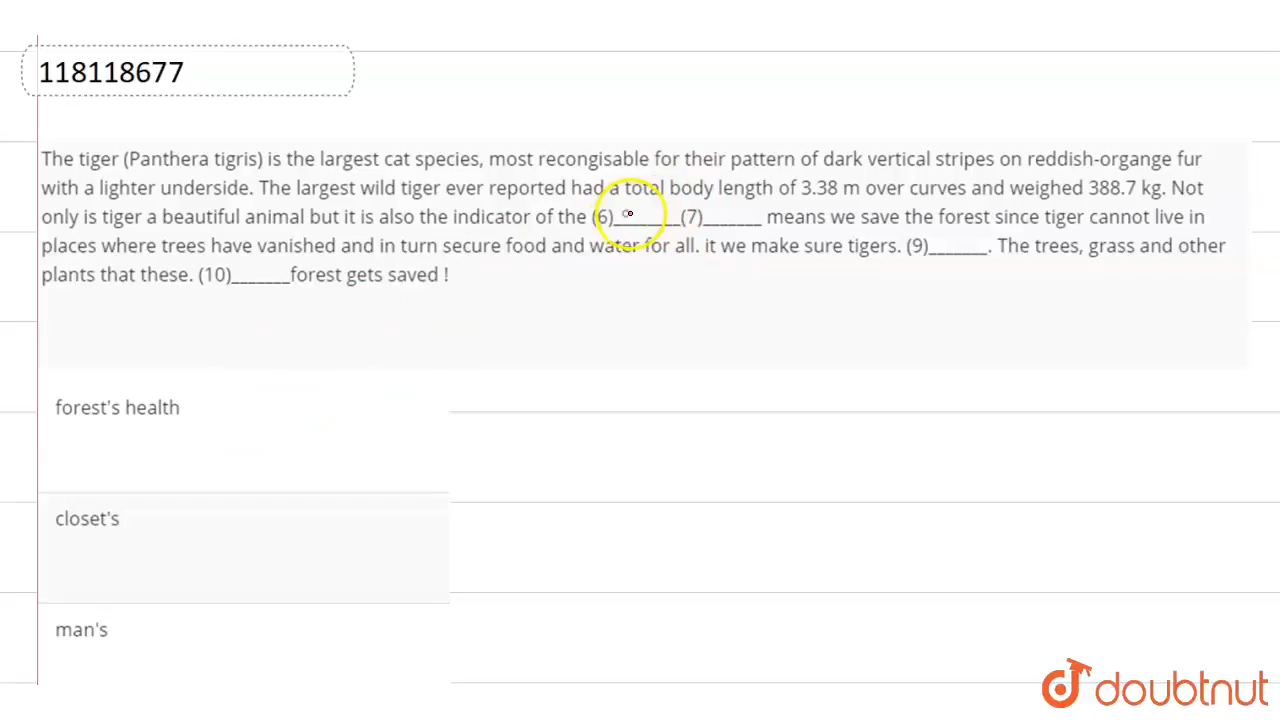 118118677
The tiger (Panthera tigris) is the largest cat species, most recongisable for their pattern of dark vertical stripes on reddish-organge fur
with a lighter underside. The largest wild tiger ever reported had a total body length of 3.38 m over curves and weighed 388.7 kg. Not
only is tiger a beautiful animal but it is also the indicator of the (6)_______(7)_______ means we save the forest since tiger cannot live in
places where trees have vanished and in turn secure food and water for all. it we make sure tigers. (9)_______. The trees, grass and other
plants that these. (10)_______forest gets saved !
forest's health
closet's
man's
doubtnut